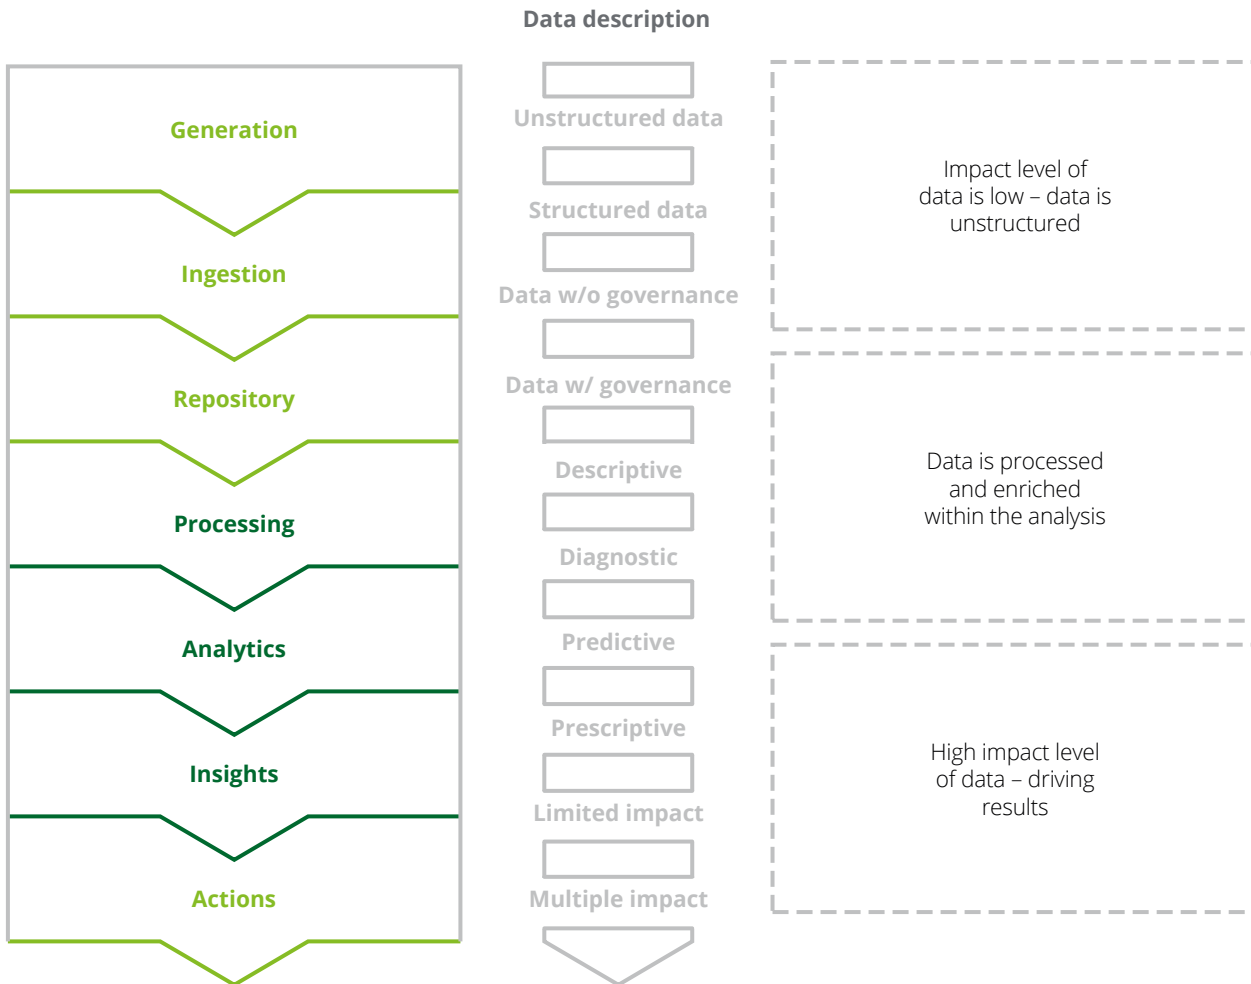 Data description
Generation
Ingestion
Repository
Processing
Analytics
Insights
Actions
Unstructured data
Structured data
Data w/o governance
Data w/ governance
Descriptive
Diagnostic
Predictive
Prescriptive
Limited impact
Multiple impact
Impact level of
data is low – data is
unstructured
Data is processed
and enriched
within the analysis
High impact level
of data – driving
results